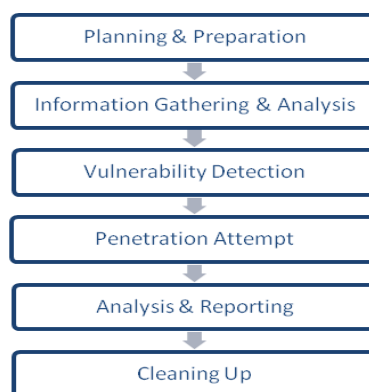 Planning & Preparation
Information Gathering & Analysis
Vulnerability Detection
Penetration Attempt
Analysis & Reporting
Cleaning Up